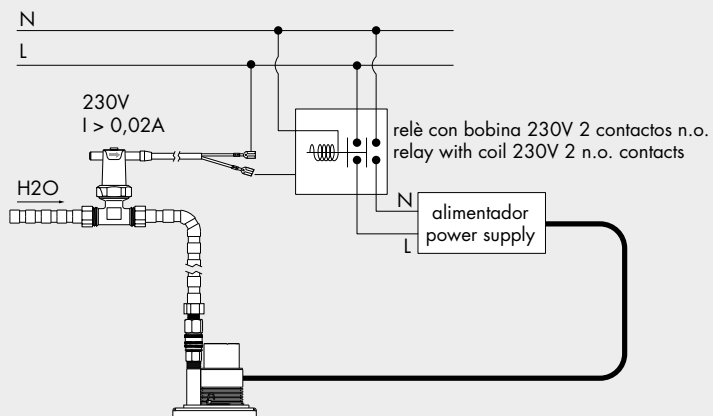 N
L
230V
I > 0,02A
relè con bobina 230V 2 contactos n.o.
relay with coil 230V 2 n.o. contacts
H2O
N
alimentador
power supply
L